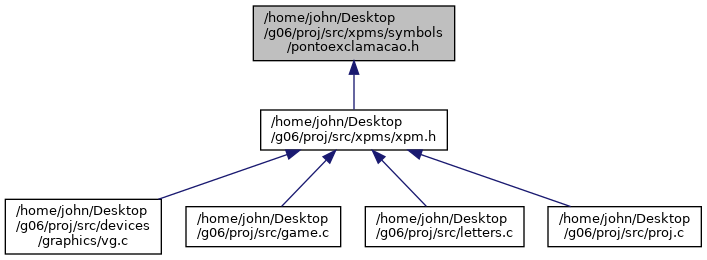 /home/john/Desktop
/g06/proj/src/xpms/symbols
/pontoexclamacao.h
/home/john/Desktop
/g06/proj/src/xpms/xpm.h
/home/john/Desktop
/g06/proj/src/devices
/graphics/vg.c
/home/john/Desktop
/g06/proj/src/game.c
/home/john/Desktop
/g06/proj/src/letters.c
/home/john/Desktop
/g06/proj/src/proj.c